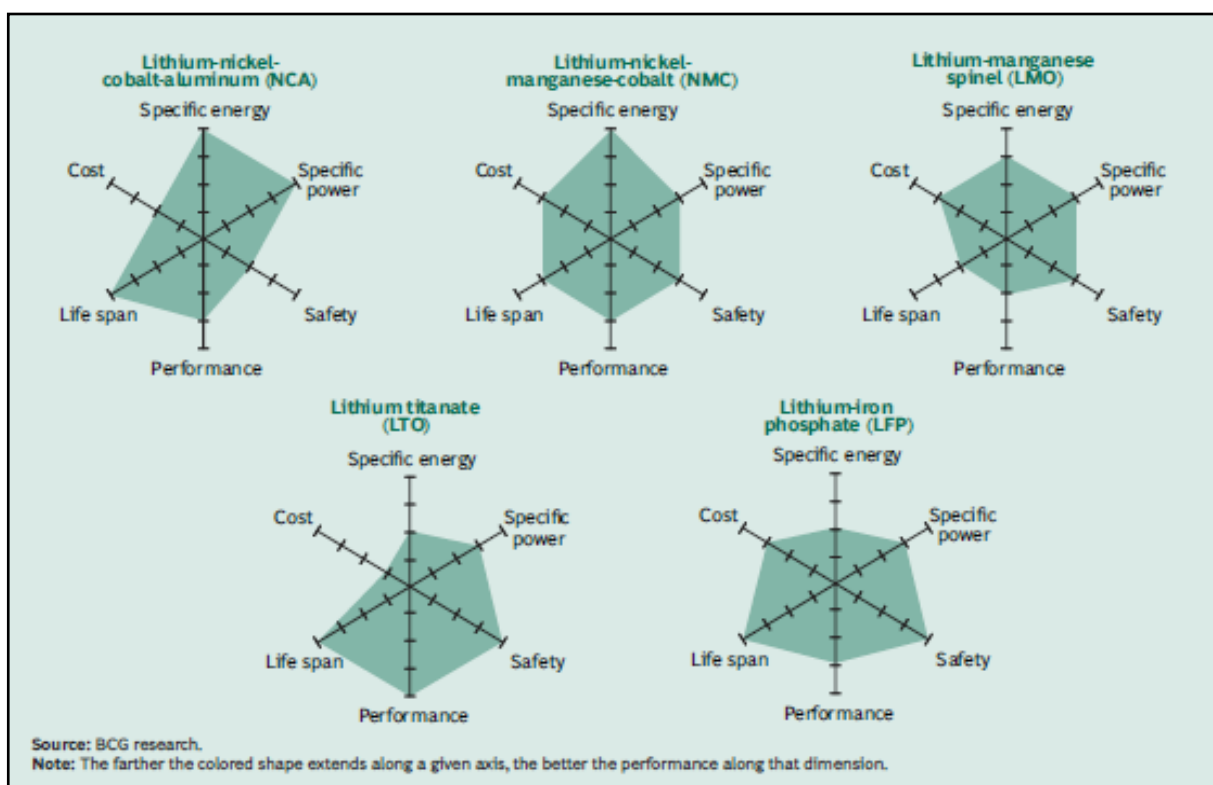 Lithium-nickel-
cobalt-aluminum (NCA)
Specific energy
Cost
Specific
power
Life span
Safety
Performance
Lithium-nickel-
manganese-cobalt (NMC)
Specific energy
Cost
Specific
power
Life span
Safety
Performance
Lithium-manganese
spinel (LMO)
Specific energy
Cost
Specific
power
Life span
Safety
Performance
Lithium titanate
(LTO)
Specific energy
Cost
Specific
power
Life span
Safety
Performance
Lithium-iron
phosphate (LFP)
Specific energy
Cost
Specific
power
Life span
Safety
Performance
Source: BCG research.
Note: The farther the colored shape extends along a given axis, the better the performance along that dimension.